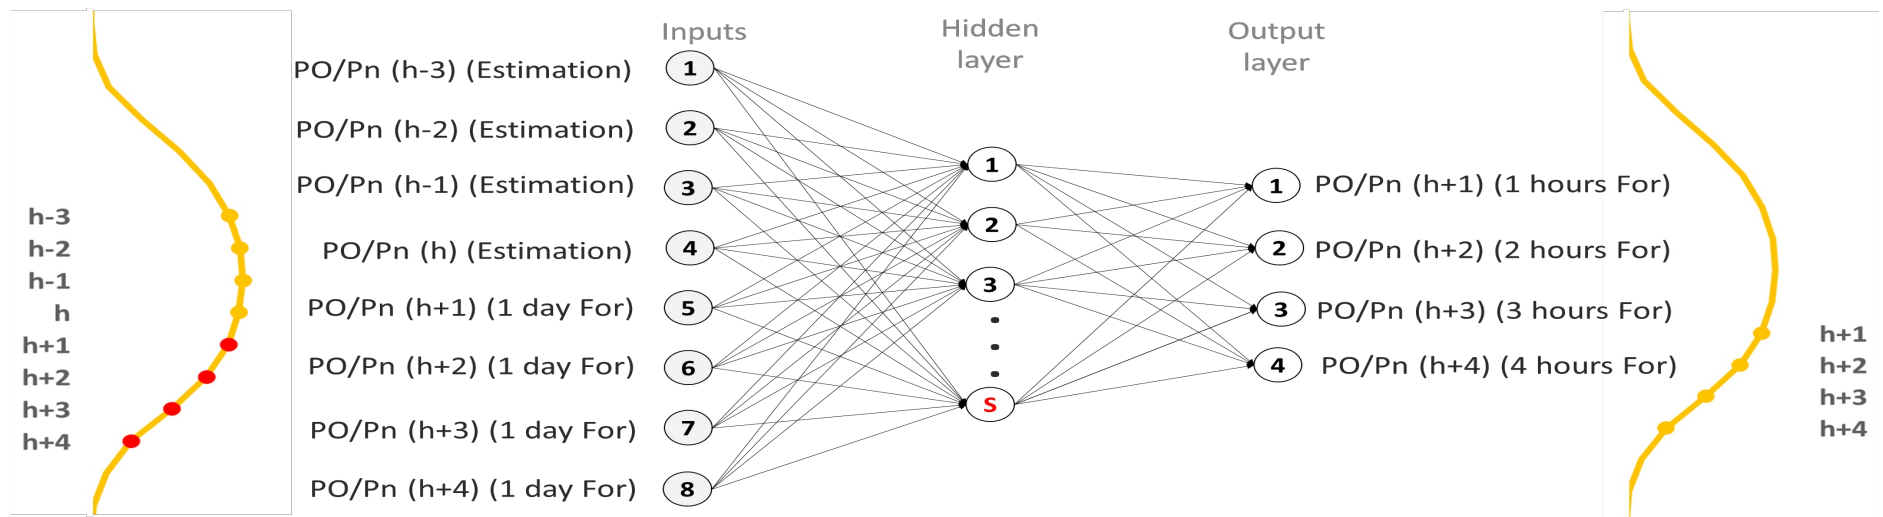 h-3
h-2
h-1
h
h+1
h+2
h+3
h+4
Inputs
PO/Pn (h-3) (Estimation) 1
PO/Pn (h-2) (Estimation) 2
PO/Pn (h-1) (Estimation) 3
PO/Pn (h) (Estimation) 4
PO/Pn (h+1) (1 day For) 5
PO/Pn (h+2) (1 day For) 6
PO/Pn (h+3) (1 day For) 7
PO/Pn (h+4) (1 day For) 8
Hidden
layer
1
2
3
S
Output
layer
1 PO/Pn (h+1) (1 hours For)
2 PO/Pn (h+2) (2 hours For)
3 PO/Pn (h+3) (3 hours For)
4 PO/Pn (h+4) (4 hours For)
h+1
h+2
h+3
h+4